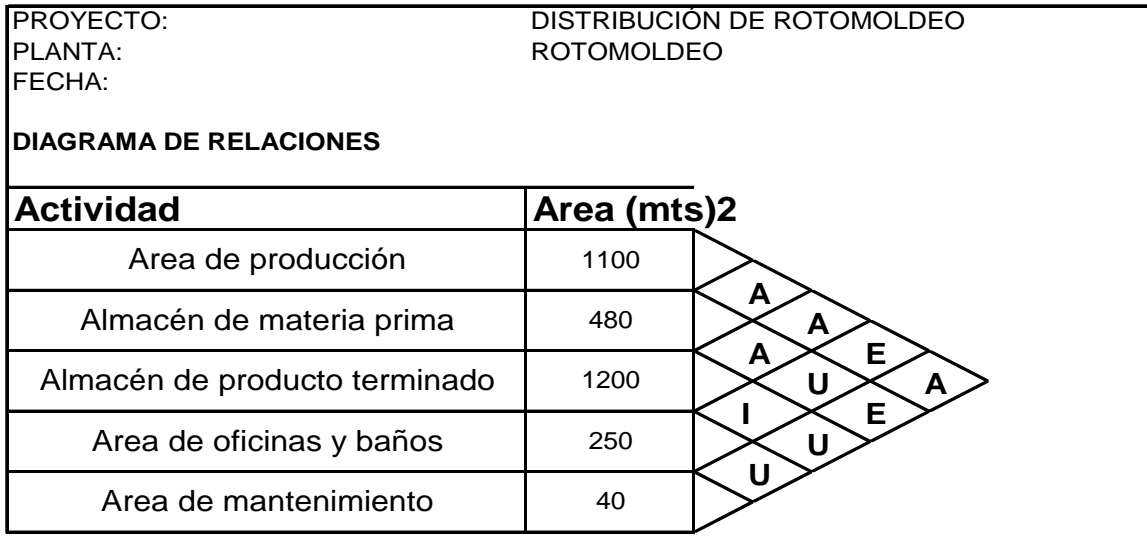 PROYECTO: DISTRIBUCIÓN DE ROTOMOLDEO
PLANTA: ROTOMOLDEO
FECHA:
DIAGRAMA DE RELACIONES
Actividad Area (mts)2
Area de producción 1100
A
A
Almacén de materia prima 480
A E
Almacén de producto terminado 1200
U A
I E
Area de oficinas y baños 250
U
U
Area de mantenimiento 40